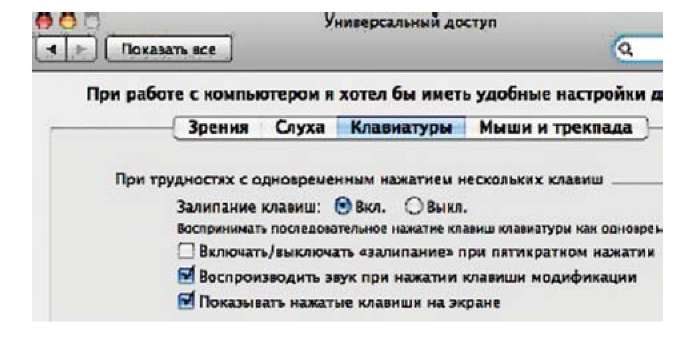 Универсальный доступ
Показать все
При работе с компьютером я хотел бы иметь удобные настройки д
Зрения Слуха Клавиатуры Мыши и трекпада
При трудностях с одновременным нажатием нескольких клавиш
Залипание клавиш: Вкл. Выкл.
Воспринимать последовательное нажатие клавиш клавиатуры как одноврем
Включать/выключать «залипание» при пятикратном нажатии
Воспроизводить звук при нажатии клавиши модификации
Показывать нажатые клавиши на экране